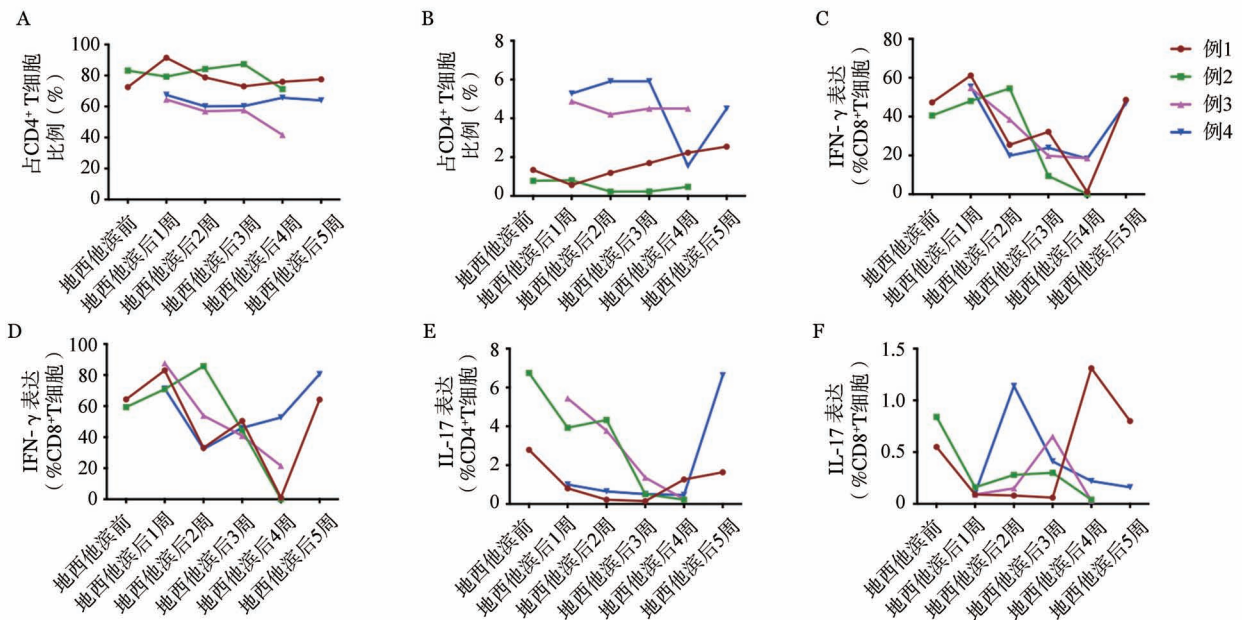 A
占CD4⁺ T细胞
比例（%）
100
80
60
40
20
0
地西他滨前
地西他滨后1周
地西他滨后2周
地西他滨后3周
地西他滨后4周
地西他滨后5周
B
占CD4⁺ T细胞
比例（%）
8
6
4
2
0
地西他滨前
地西他滨后1周
地西他滨后2周
地西他滨后3周
地西他滨后4周
地西他滨后5周
C
IFN-γ 表达
（%CD8⁺T细胞）
80
60
40
20
0
地西他滨前
地西他滨后1周
地西他滨后2周
地西他滨后3周
地西他滨后4周
地西他滨后5周
例1
例2
例3
例4
D
IFN-γ 表达
（%CD8⁺T细胞）
100
80
60
40
20
0
地西他滨前
地西他滨后1周
地西他滨后2周
地西他滨后3周
地西他滨后4周
地西他滨后5周
E
IL-17 表达
（%CD4⁺T细胞）
8
6
4
2
0
地西他滨前
地西他滨后1周
地西他滨后2周
地西他滨后3周
地西他滨后4周
地西他滨后5周
F
IL-17 表达
（%CD8⁺T细胞）
1.5
1.0
0.5
0
地西他滨前
地西他滨后1周
地西他滨后2周
地西他滨后3周
地西他滨后4周
地西他滨后5周